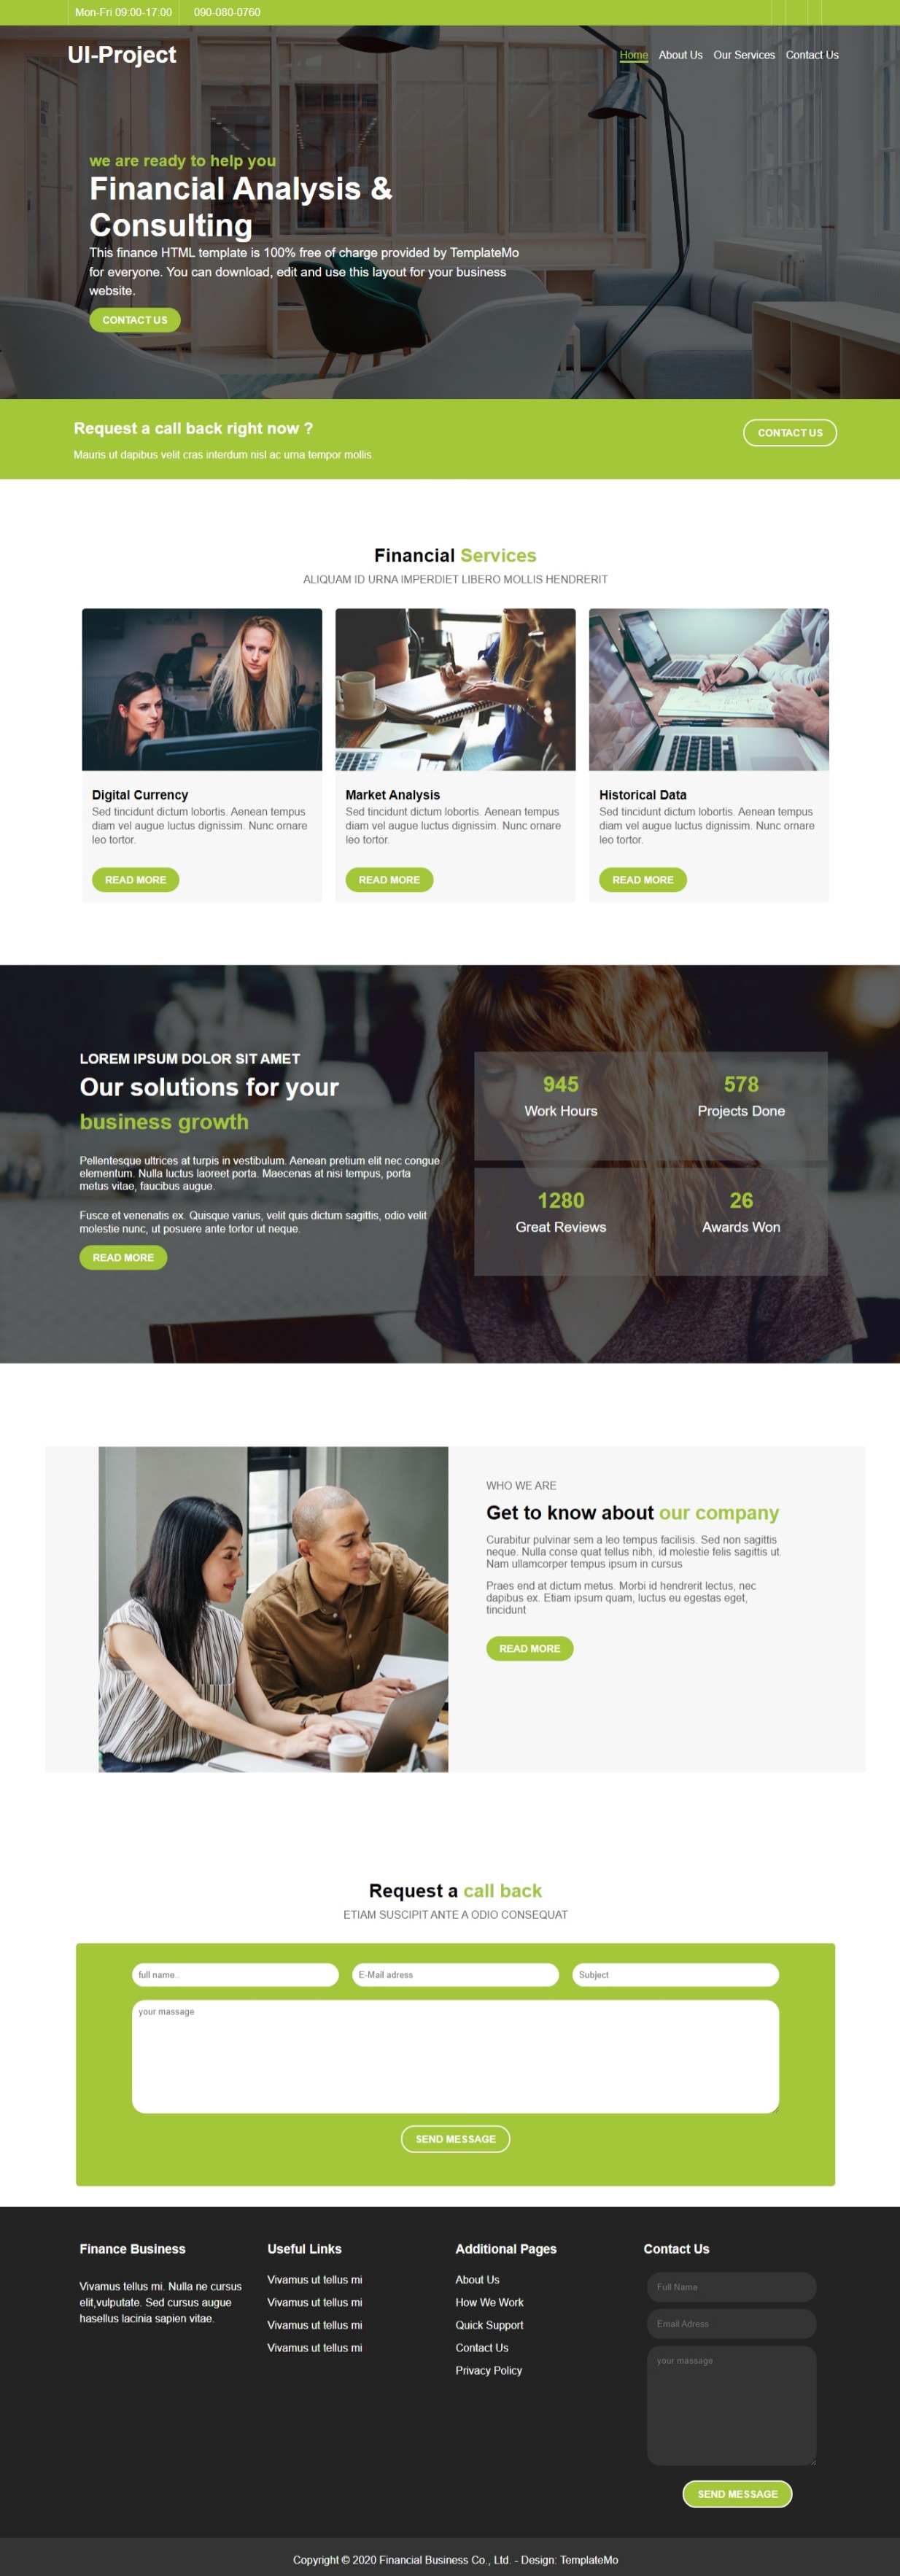 Mon-Fri 09:00-17:00 090-080-0760
UI-Project
Home About Us Our Services Contact Us
we are ready to help you
Financial Analysis &
Consulting
This finance HTML template is 100% free of charge provided by TemplateMo
for everyone. You can download, edit and use this layout for your business
website.
CONTACT US
Request a call back right now ?
Mauris ut dapibus velit cras interdum nisl ac urna tempor mollis.
CONTACT US
Financial Services
ALIQUAM ID URNA IMPERDIET LIBERO MOLLIS HENDRERIT
Digital Currency
Sed tincidunt dictum lobortis. Aenean tempus
diam vel augue luctus dignissim. Nunc ornare
leo tortor.
READ MORE
Market Analysis
Sed tincidunt dictum lobortis. Aenean tempus
diam vel augue luctus dignissim. Nunc ornare
leo tortor.
READ MORE
Historical Data
Sed tincidunt dictum lobortis. Aenean tempus
diam vel augue luctus dignissim. Nunc ornare
leo tortor.
READ MORE
LOREM IPSUM DOLOR SIT AMET
Our solutions for your
business growth
Pellentesque ultrices at turpis in vestibulum. Aenean pretium elit nec congue
elementum. Nulla luctus laoreet porta. Maecenas at nisi tempus, porta
metus vitae, faucibus augue.
Fusce et venenatis ex. Quisque varius, velit quis dictum sagittis, odio velit
molestie nunc, ut posuere ante tortor ut neque.
READ MORE
945
Work Hours
578
Projects Done
1280
Great Reviews
26
Awards Won
WHO WE ARE
Get to know about our company
Curabitur pulvinar sem a leo tempus facilisis. Sed non sagittis
neque. Nulla conse quat tellus nibh, id molestie felis sagittis ut.
Nam ullamcorper tempus ipsum in cursus
Praes end at dictum metus. Morbi id hendrerit lectus, nec
dapibus ex. Etiam ipsum quam, luctus eu egestas eget,
tincidunt
READ MORE
Request a call back
ETIAM SUSCIPIT ANTE A ODIO CONSEQUAT
full name..
E-Mail adress
Subject
your massage
SEND MESSAGE
Finance Business
Vivamus tellus mi. Nulla ne cursus
elit,vulputate. Sed cursus augue
hasellus lacinia sapien vitae.
Useful Links
Vivamus ut tellus mi
Vivamus ut tellus mi
Vivamus ut tellus mi
Vivamus ut tellus mi
Additional Pages
About Us
How We Work
Quick Support
Contact Us
Privacy Policy
Contact Us
Full Name
Email Adress
your massage
SEND MESSAGE
Copyright © 2020 Financial Business Co., Ltd. - Design: TemplateMo